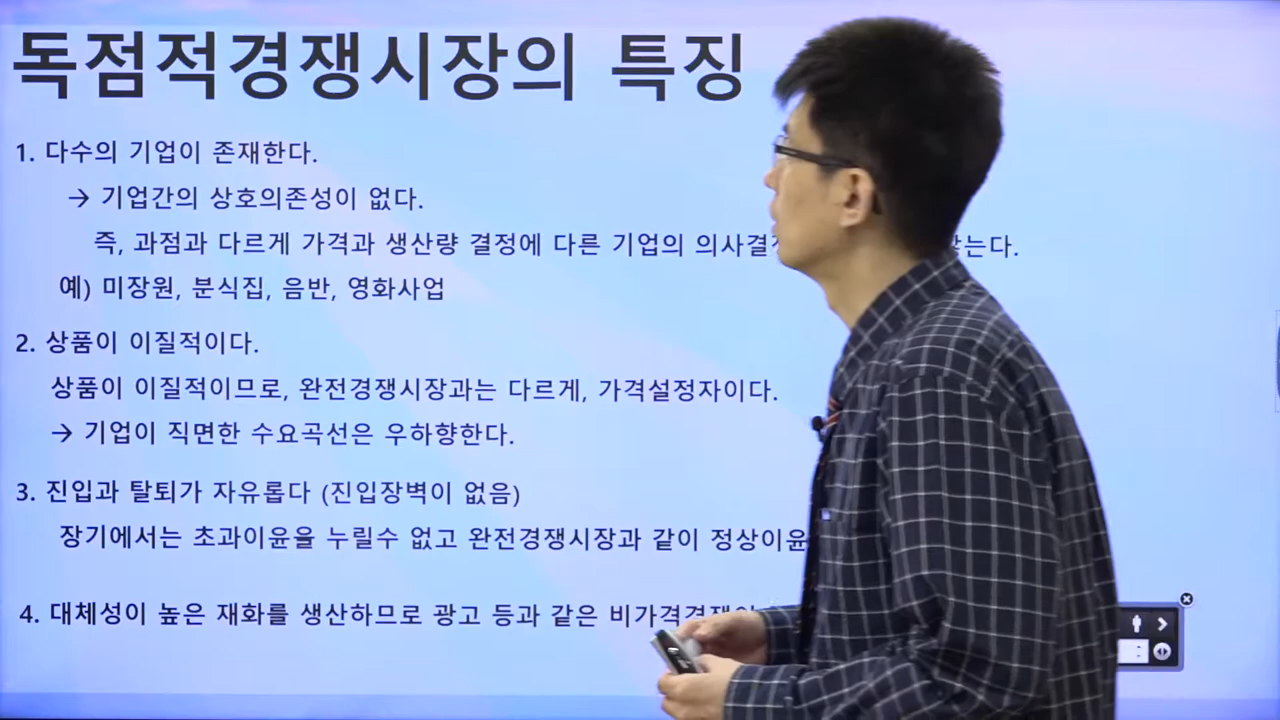 독점적경쟁시장의 특징
1. 다수의 기업이 존재한다.
→ 기업간의 상호의존성이 없다.
즉, 과점과 다르게 가격과 생산량 결정에 다른 기업의 의사결 는다.
예) 미장원, 분식집, 음반, 영화사업
2. 상품이 이질적이다.
상품이 이질적이므로, 완전경쟁시장과는 다르게, 가격설정자이다.
→ 기업이 직면한 수요곡선은 우하향한다.
3. 진입과 탈퇴가 자유롭다 (진입장벽이 없음)
장기에서는 초과이윤을 누릴수 없고 완전경쟁시장과 같이 정상이윤
4. 대체성이 높은 재화를 생산하므로 광고 등과 같은 비가격경쟁이